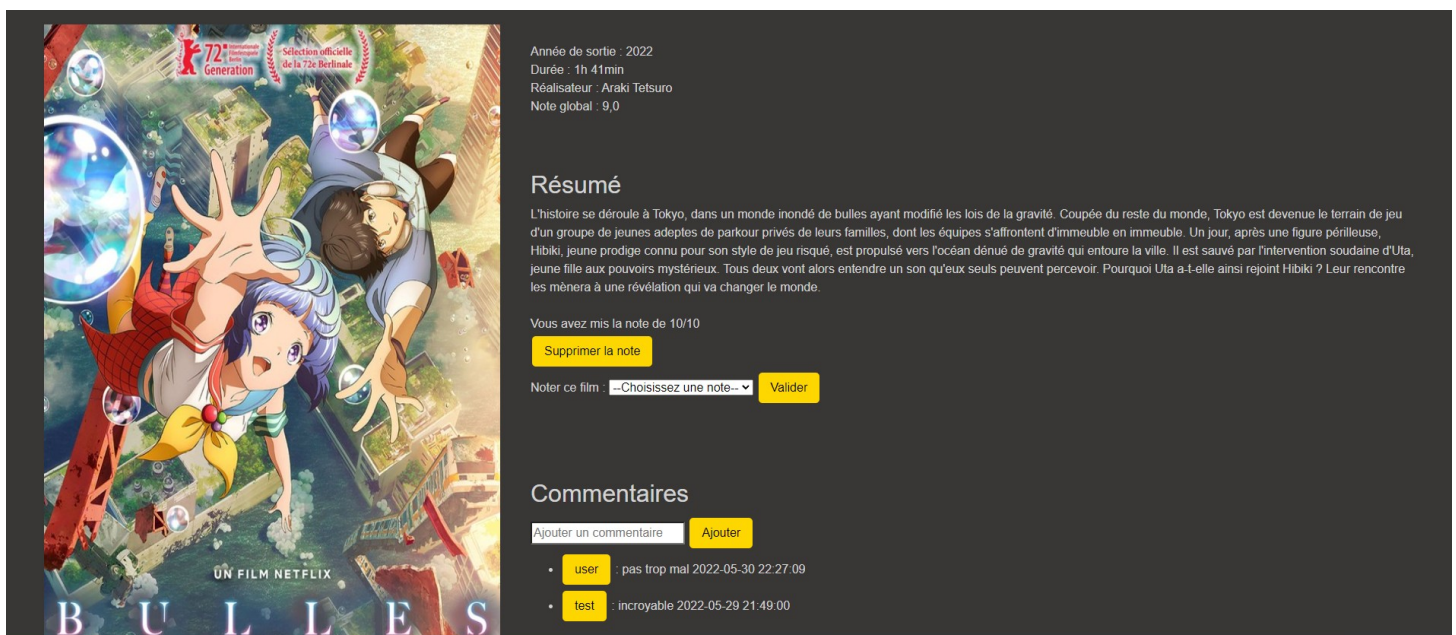 72
Internationale
Filmfestspiele
Berlin
Generation
Sélection officielle
de la 72e Berlinale
UN FILM NETFLIX
BULLES
Année de sortie : 2022
Durée : 1h 41min
Réalisateur : Araki Tetsuro
Note global : 9,0
Résumé
L'histoire se déroule à Tokyo, dans un monde inondé de bulles ayant modifié les lois de la gravité. Coupée du reste du monde, Tokyo est devenue le terrain de jeu
d'un groupe de jeunes adeptes de parkour privés de leurs familles, dont les équipes s'affrontent d'immeuble en immeuble. Un jour, après une figure périlleuse,
Hibiki, jeune prodige connu pour son style de jeu risqué, est propulsé vers l'océan dénué de gravité qui entoure la ville. Il est sauvé par l'intervention soudaine d'Uta,
jeune fille aux pouvoirs mystérieux. Tous deux vont alors entendre un son qu'eux seuls peuvent percevoir. Pourquoi Uta a-t-elle ainsi rejoint Hibiki ? Leur rencontre
les mènera à une révélation qui va changer le monde.
Vous avez mis la note de 10/10
Supprimer la note
Noter ce film : --Choisissez une note-- Valider
Commentaires
Ajouter un commentaire Ajouter
• user : pas trop mal 2022-05-30 22:27:09
• test : incroyable 2022-05-29 21:49:00